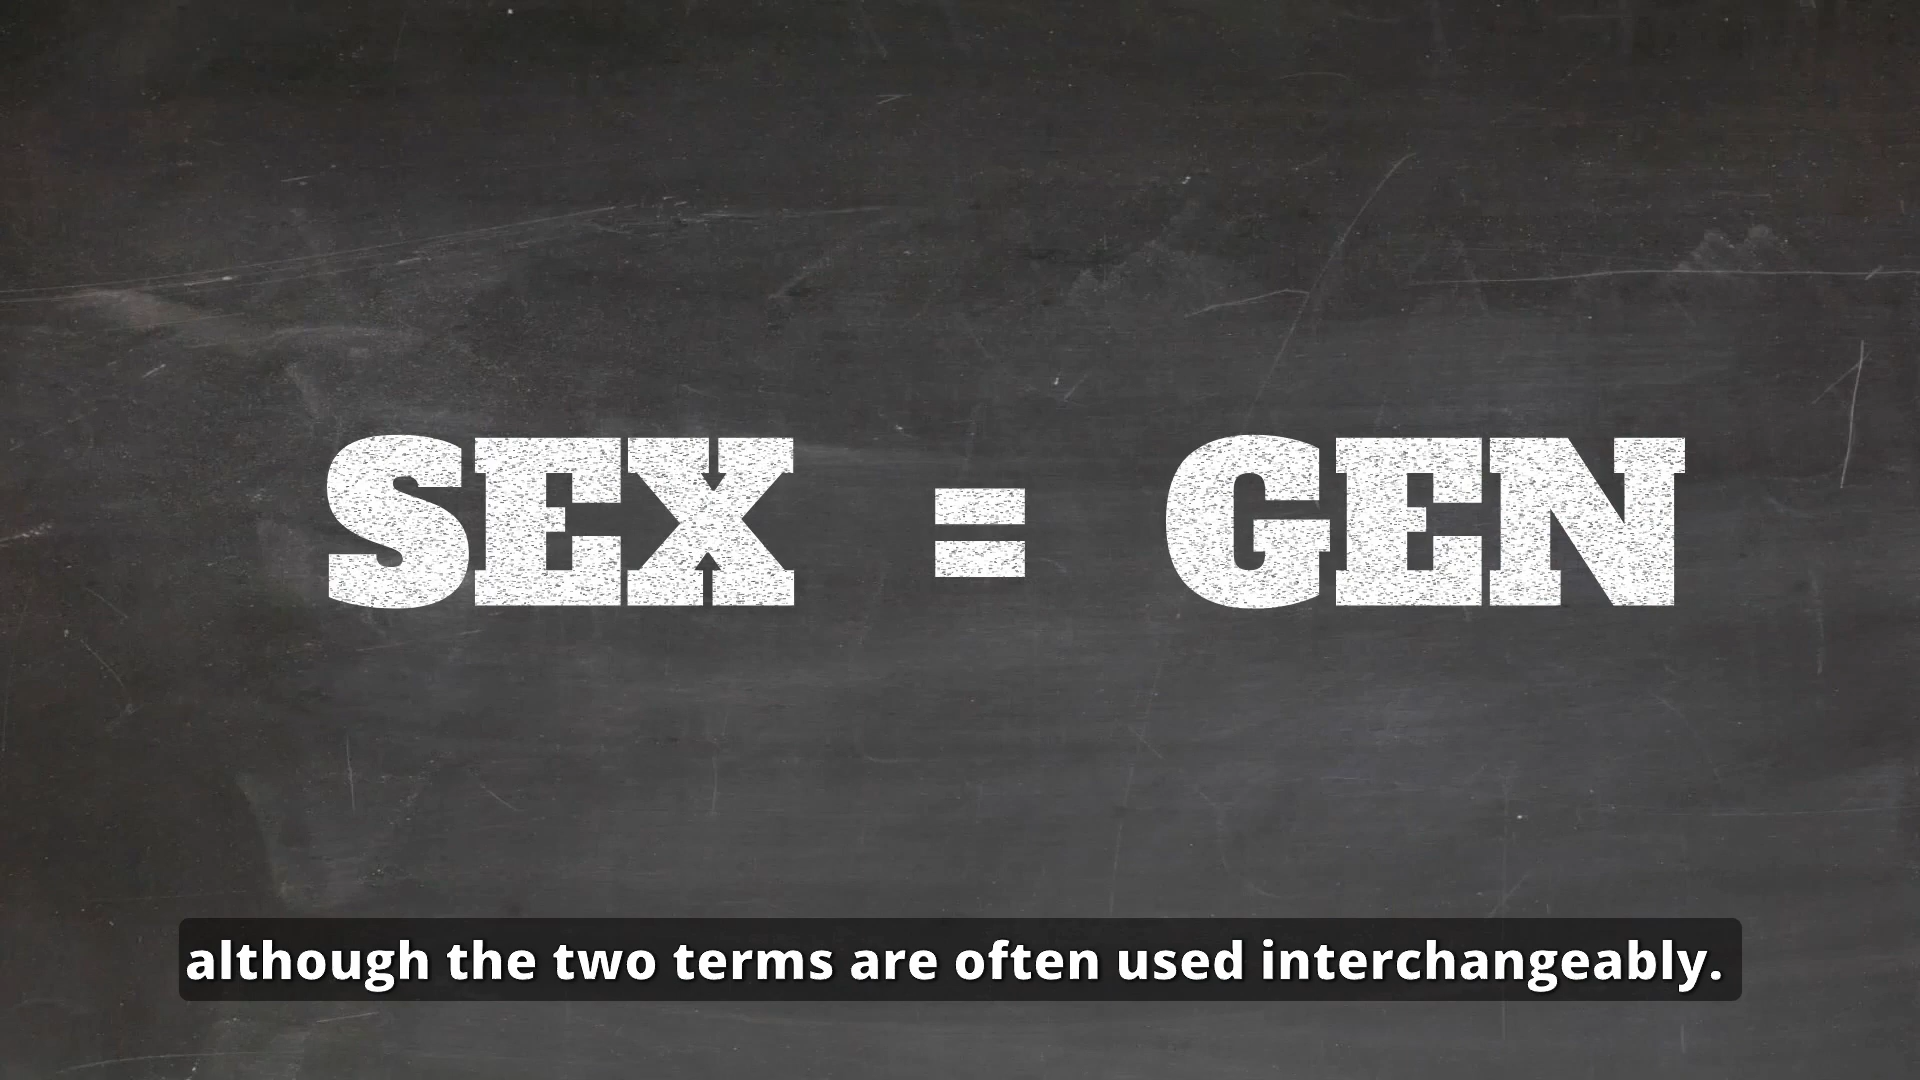 SEX = GEN
although the two terms are often used interchangeably.